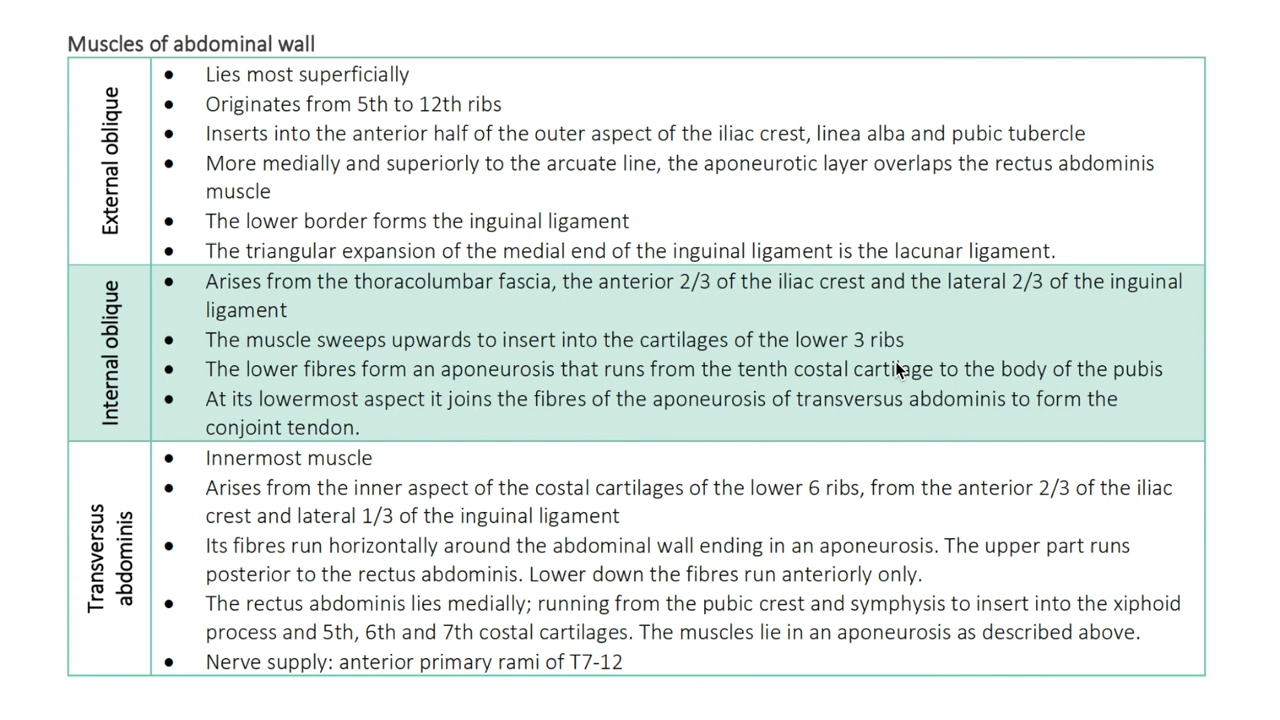 Muscles of abdominal wall
External oblique
• Lies most superficially
• Originates from 5th to 12th ribs
• Inserts into the anterior half of the outer aspect of the iliac crest, linea alba and pubic tubercle
• More medially and superiorly to the arcuate line, the aponeurotic layer overlaps the rectus abdominis
muscle
• The lower border forms the inguinal ligament
• The triangular expansion of the medial end of the inguinal ligament is the lacunar ligament.
Internal oblique
• Arises from the thoracolumbar fascia, the anterior 2/3 of the iliac crest and the lateral 2/3 of the inguinal
ligament
• The muscle sweeps upwards to insert into the cartilages of the lower 3 ribs
• The lower fibres form an aponeurosis that runs from the tenth costal cartilage to the body of the pubis
• At its lowermost aspect it joins the fibres of the aponeurosis of transversus abdominis to form the
conjoint tendon.
Transversus
abdominis
• Innermost muscle
• Arises from the inner aspect of the costal cartilages of the lower 6 ribs, from the anterior 2/3 of the iliac
crest and lateral 1/3 of the inguinal ligament
• Its fibres run horizontally around the abdominal wall ending in an aponeurosis. The upper part runs
posterior to the rectus abdominis. Lower down the fibres run anteriorly only.
• The rectus abdominis lies medially; running from the pubic crest and symphysis to insert into the xiphoid
process and 5th, 6th and 7th costal cartilages. The muscles lie in an aponeurosis as described above.
• Nerve supply: anterior primary rami of T7-12